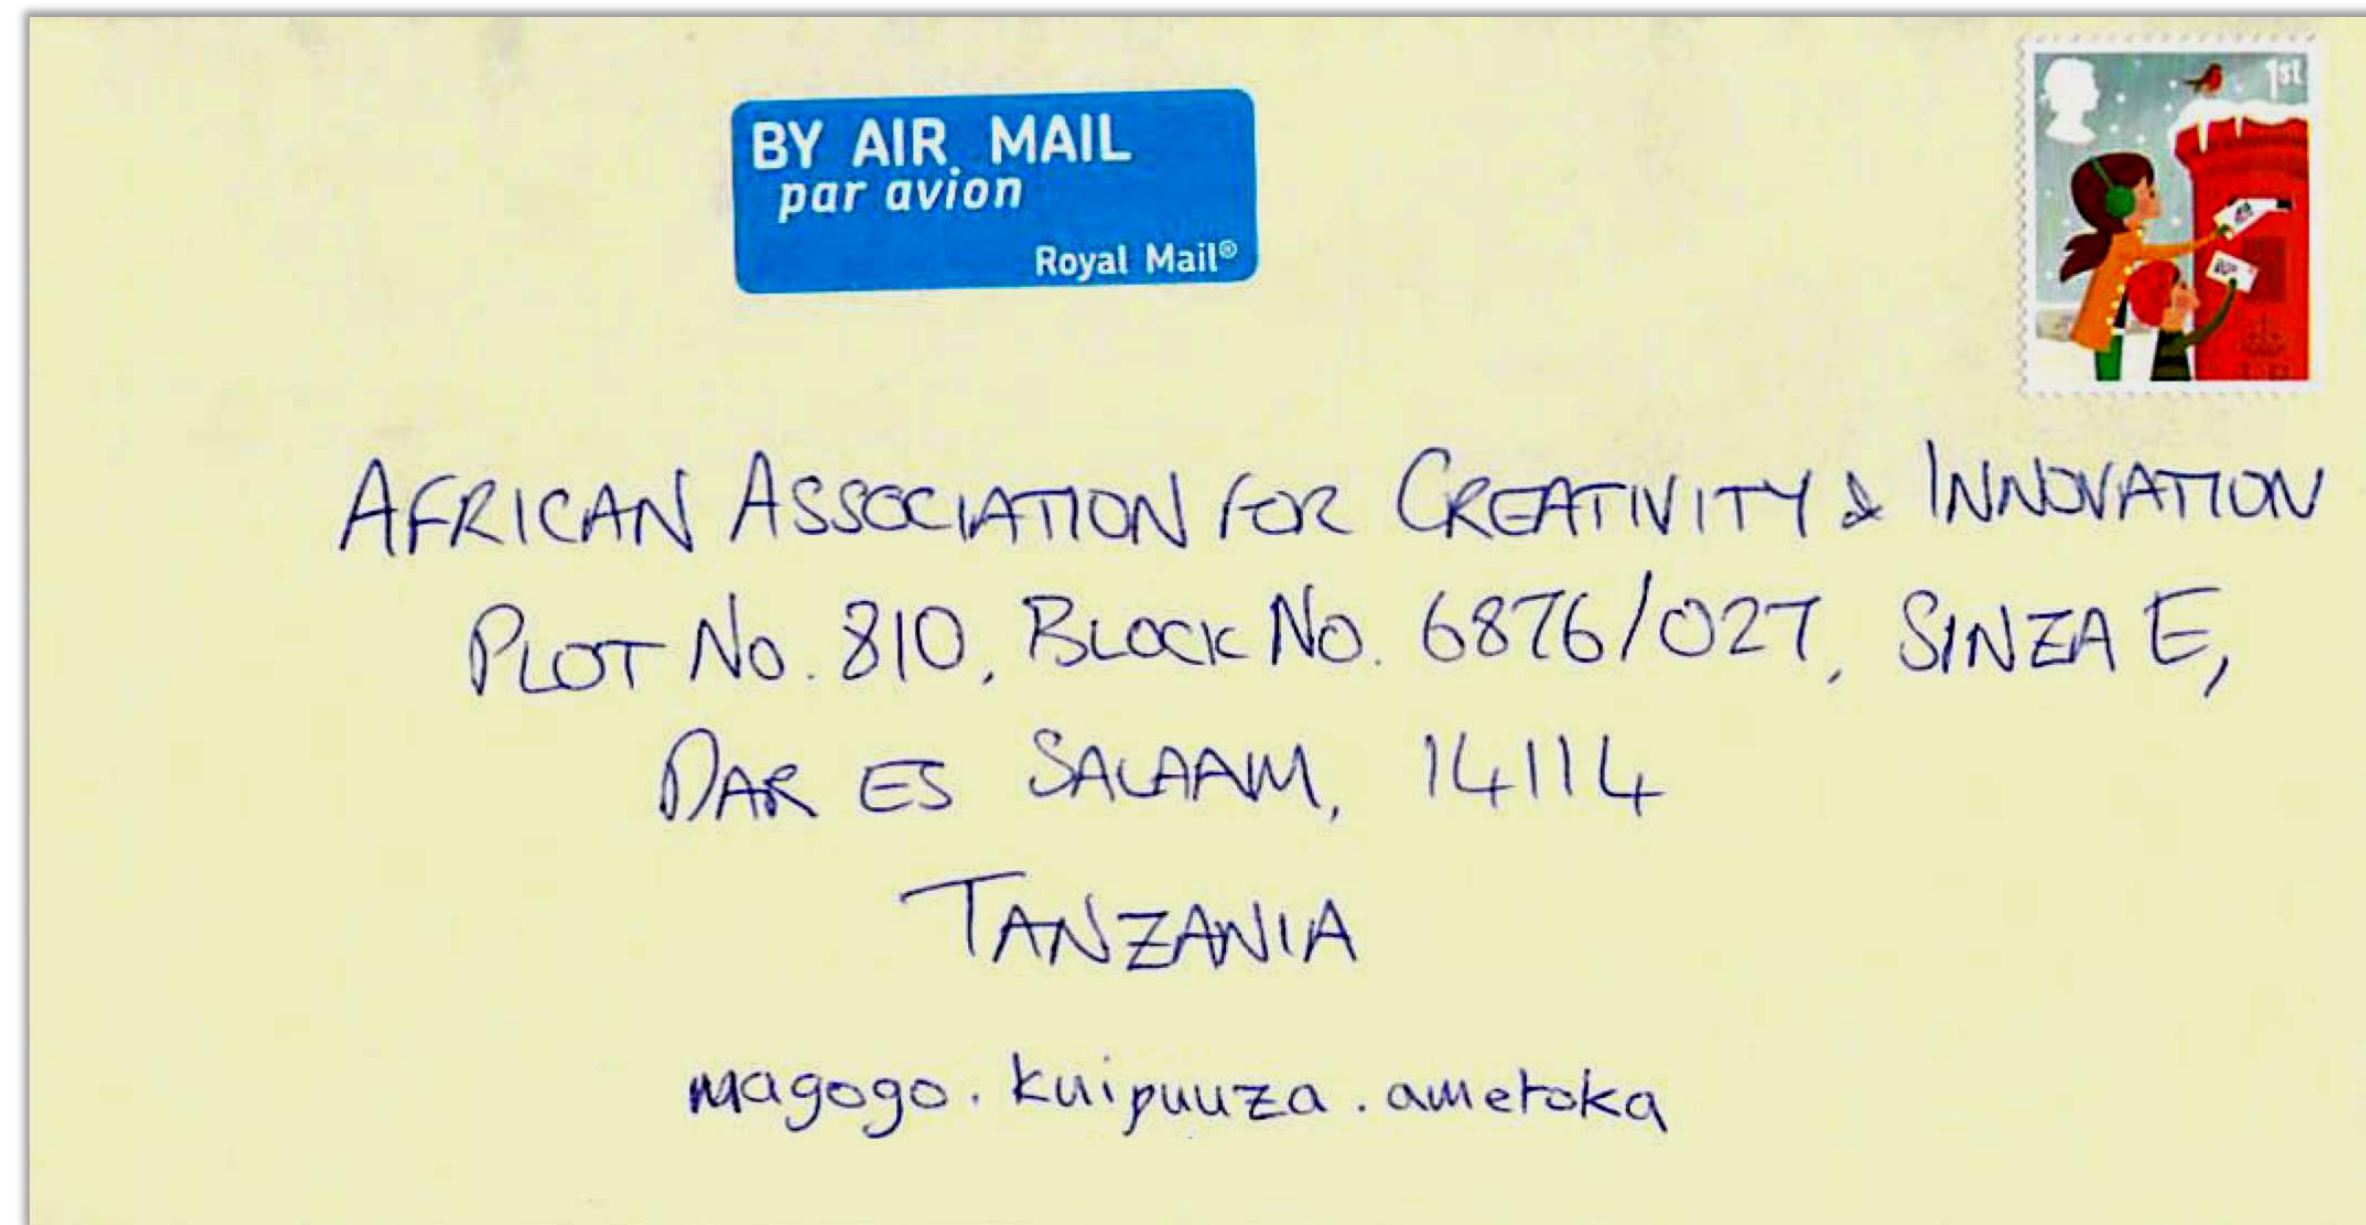 1st
BY AIR MAIL
par avion
Royal Mail®
AFRICAN ASSOCIATION FOR CREATIVITY & INNOVATION
PLOT No. 810, BLOCK No. 6876/027, SINZA E,
DAR ES SALAAM, 14114
TANZANIA
magogo.kuipuuza.ametoka